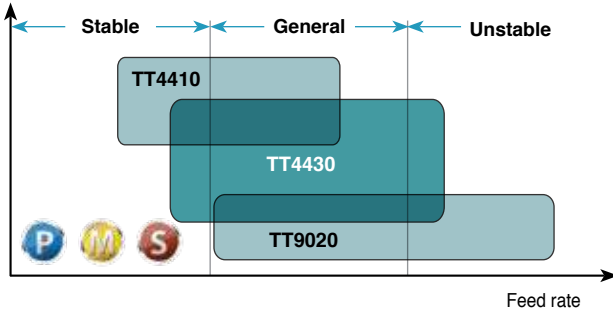 Stable General Unstable
TT4410
TT4430
TT9020
P M S
Feed rate